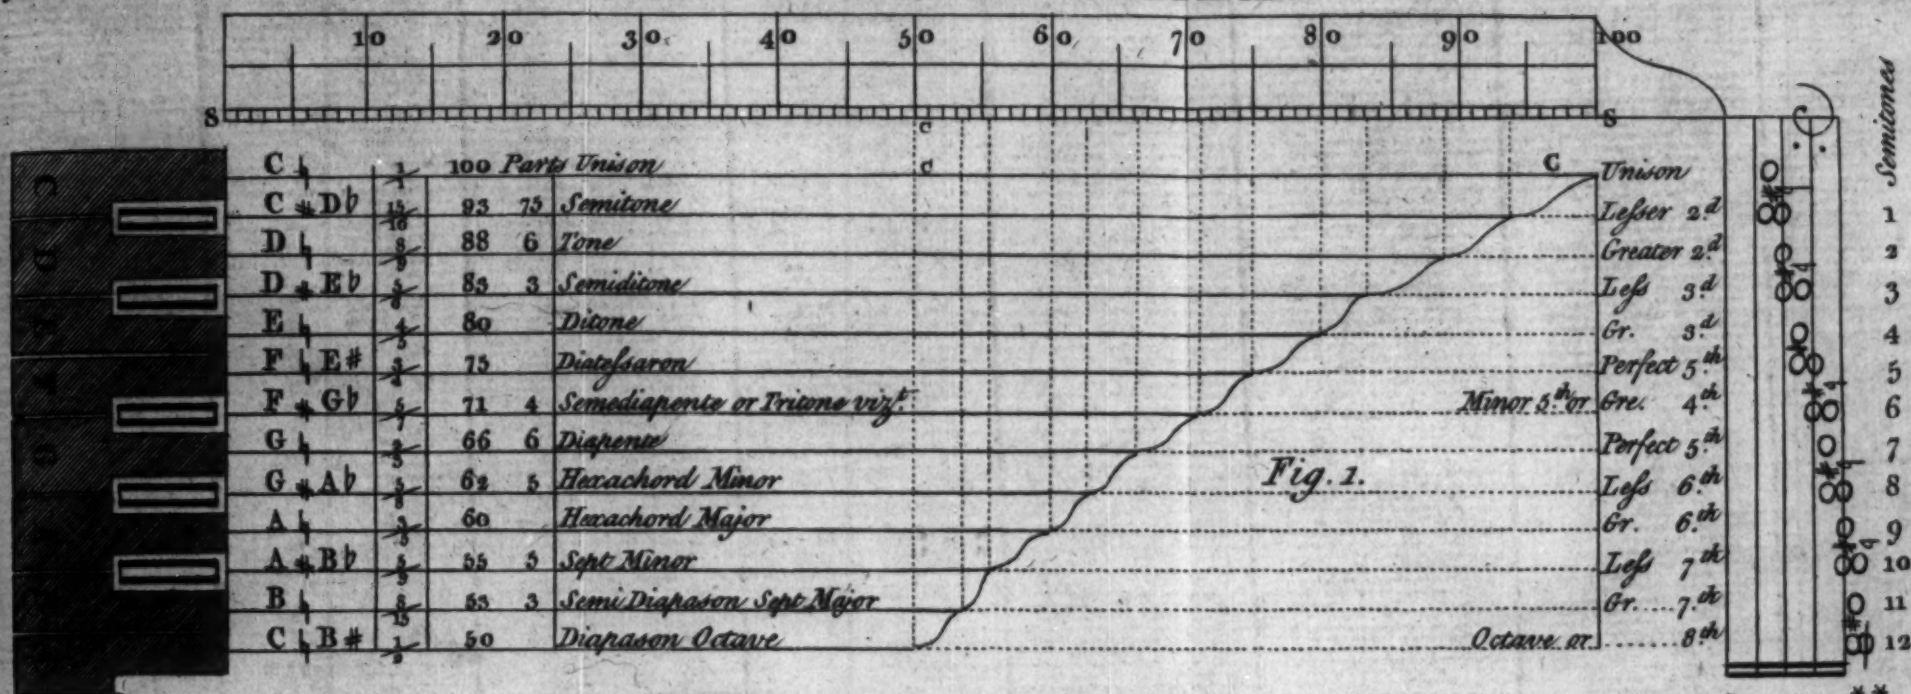 10 20 30 40 50 60 70 80 90 100
S C S
Semitones
C ♮ 1/1 100 Parts Unison C C Unison
C # D♭ 15/16 93 75 Semitone Leſser 2.d 1
D ♮ 8/9 88 6 Tone Greater 2.d 2
D # E♭ 5/6 83 3 Semiditone Leſs 3.d 3
E ♮ 4/5 80 Ditone Gr. 3.d 4
F ♮ E# 3/4 75 Diateſsaron Perfect 5.th 5
F # G♭ 5/7 71 4 Semediapente or Tritone vizt. Minor 5.th or Gre. 4.th 6
G ♮ 2/3 66 6 Diapente Perfect 5.th 7
G # A♭ 5/8 62 5 Hexachord Minor Leſs 6.th 8
A ♮ 3/5 60 Hexachord Major Gr. 6.th 9
A # B♭ 5/9 55 5 Sept Minor Leſs 7.th 10
B ♮ 8/15 53 3 Semi Diapason Sept Major Gr. 7.th 11
C ♮ B# 1/2 50 Diapason Octave Octave or 8.th 12
Fig. 1.
C
D
G